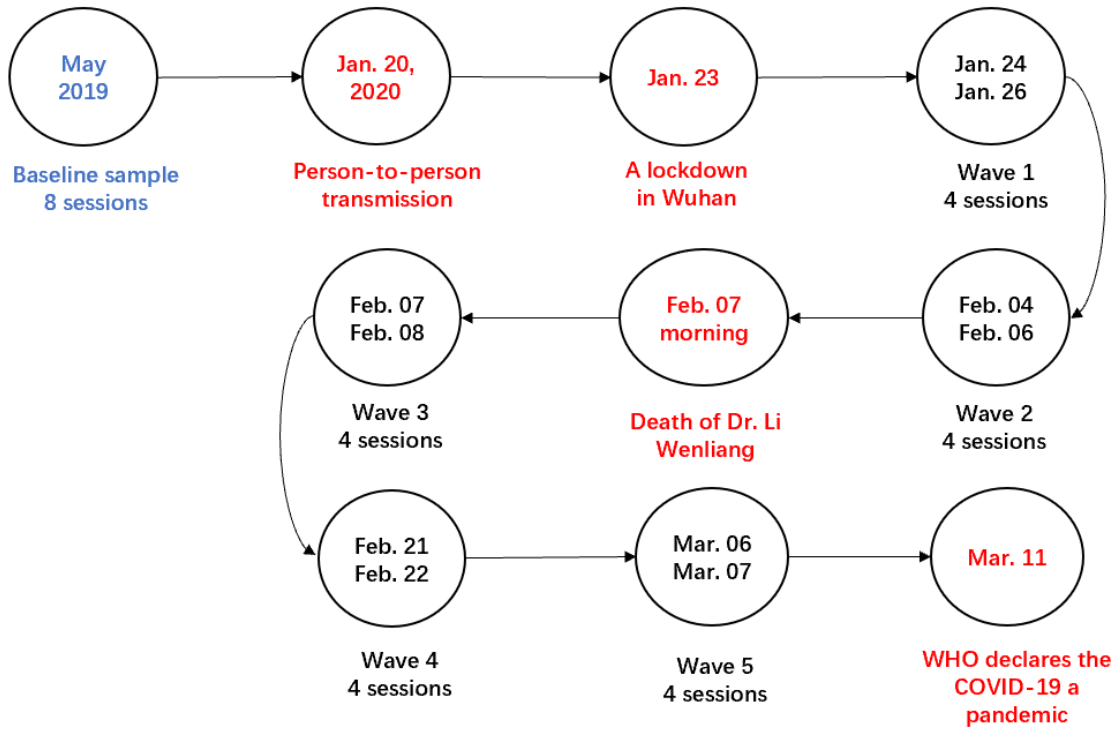 May
2019
Baseline sample
8 sessions
Jan. 20,
2020
Person-to-person
transmission
Jan. 23
A lockdown
in Wuhan
Jan. 24
Jan. 26
Wave 1
4 sessions
Feb. 04
Feb. 06
Wave 2
4 sessions
Feb. 07
morning
Death of Dr. Li
Wenliang
Feb. 07
Feb. 08
Wave 3
4 sessions
Feb. 21
Feb. 22
Wave 4
4 sessions
Mar. 06
Mar. 07
Wave 5
4 sessions
Mar. 11
WHO declares the
COVID-19 a
pandemic